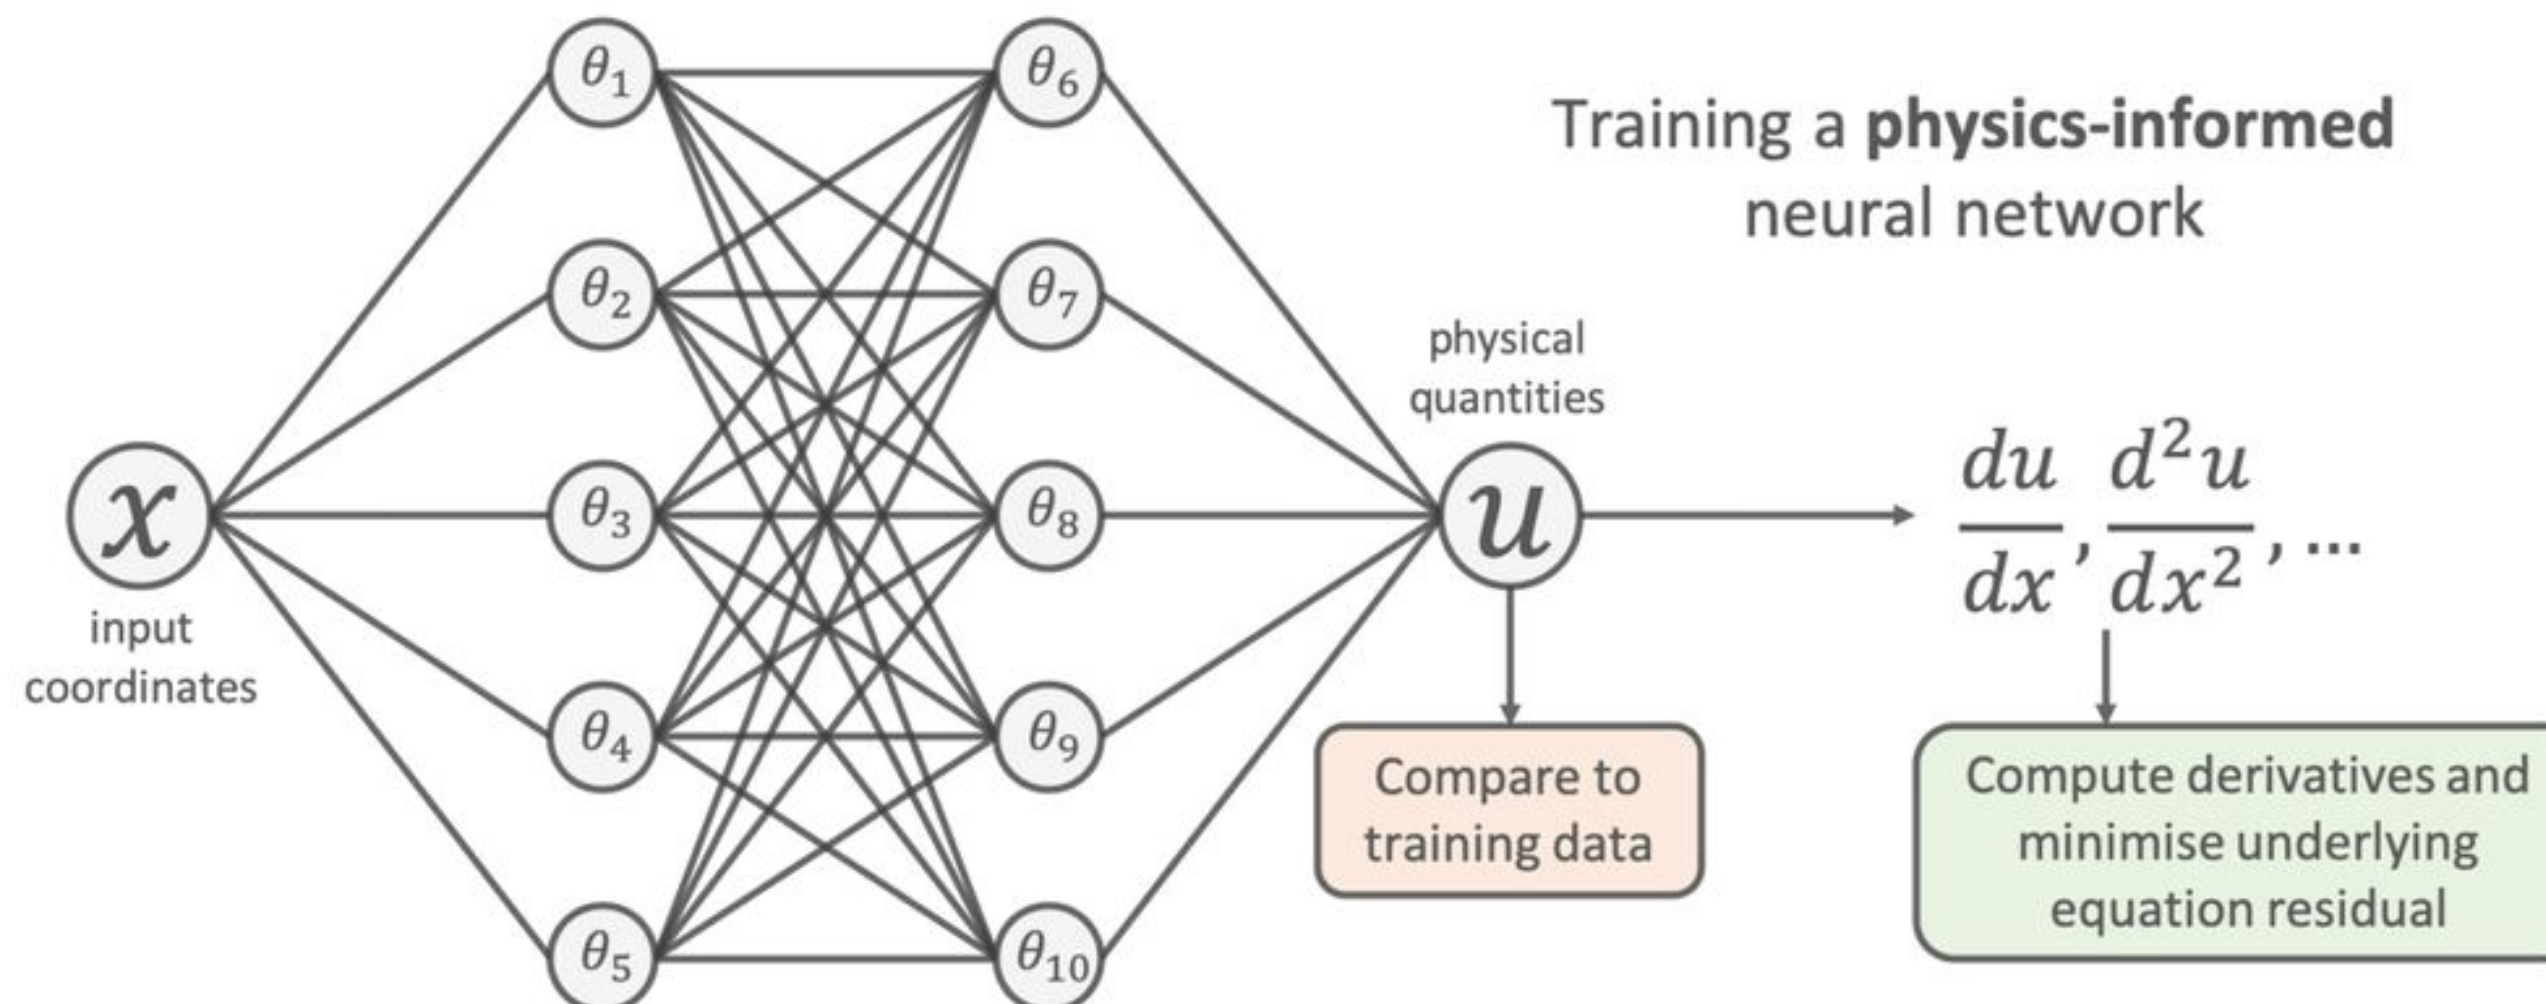 Training a physics-informed
neural network
x
input
coordinates
θ₁
θ₂
θ₃
θ₄
θ₅
θ₆
θ₇
θ₈
θ₉
θ₁₀
physical
quantities
u
du/dx, d²u/dx², ...
Compare to
training data
Compute derivatives and
minimise underlying
equation residual